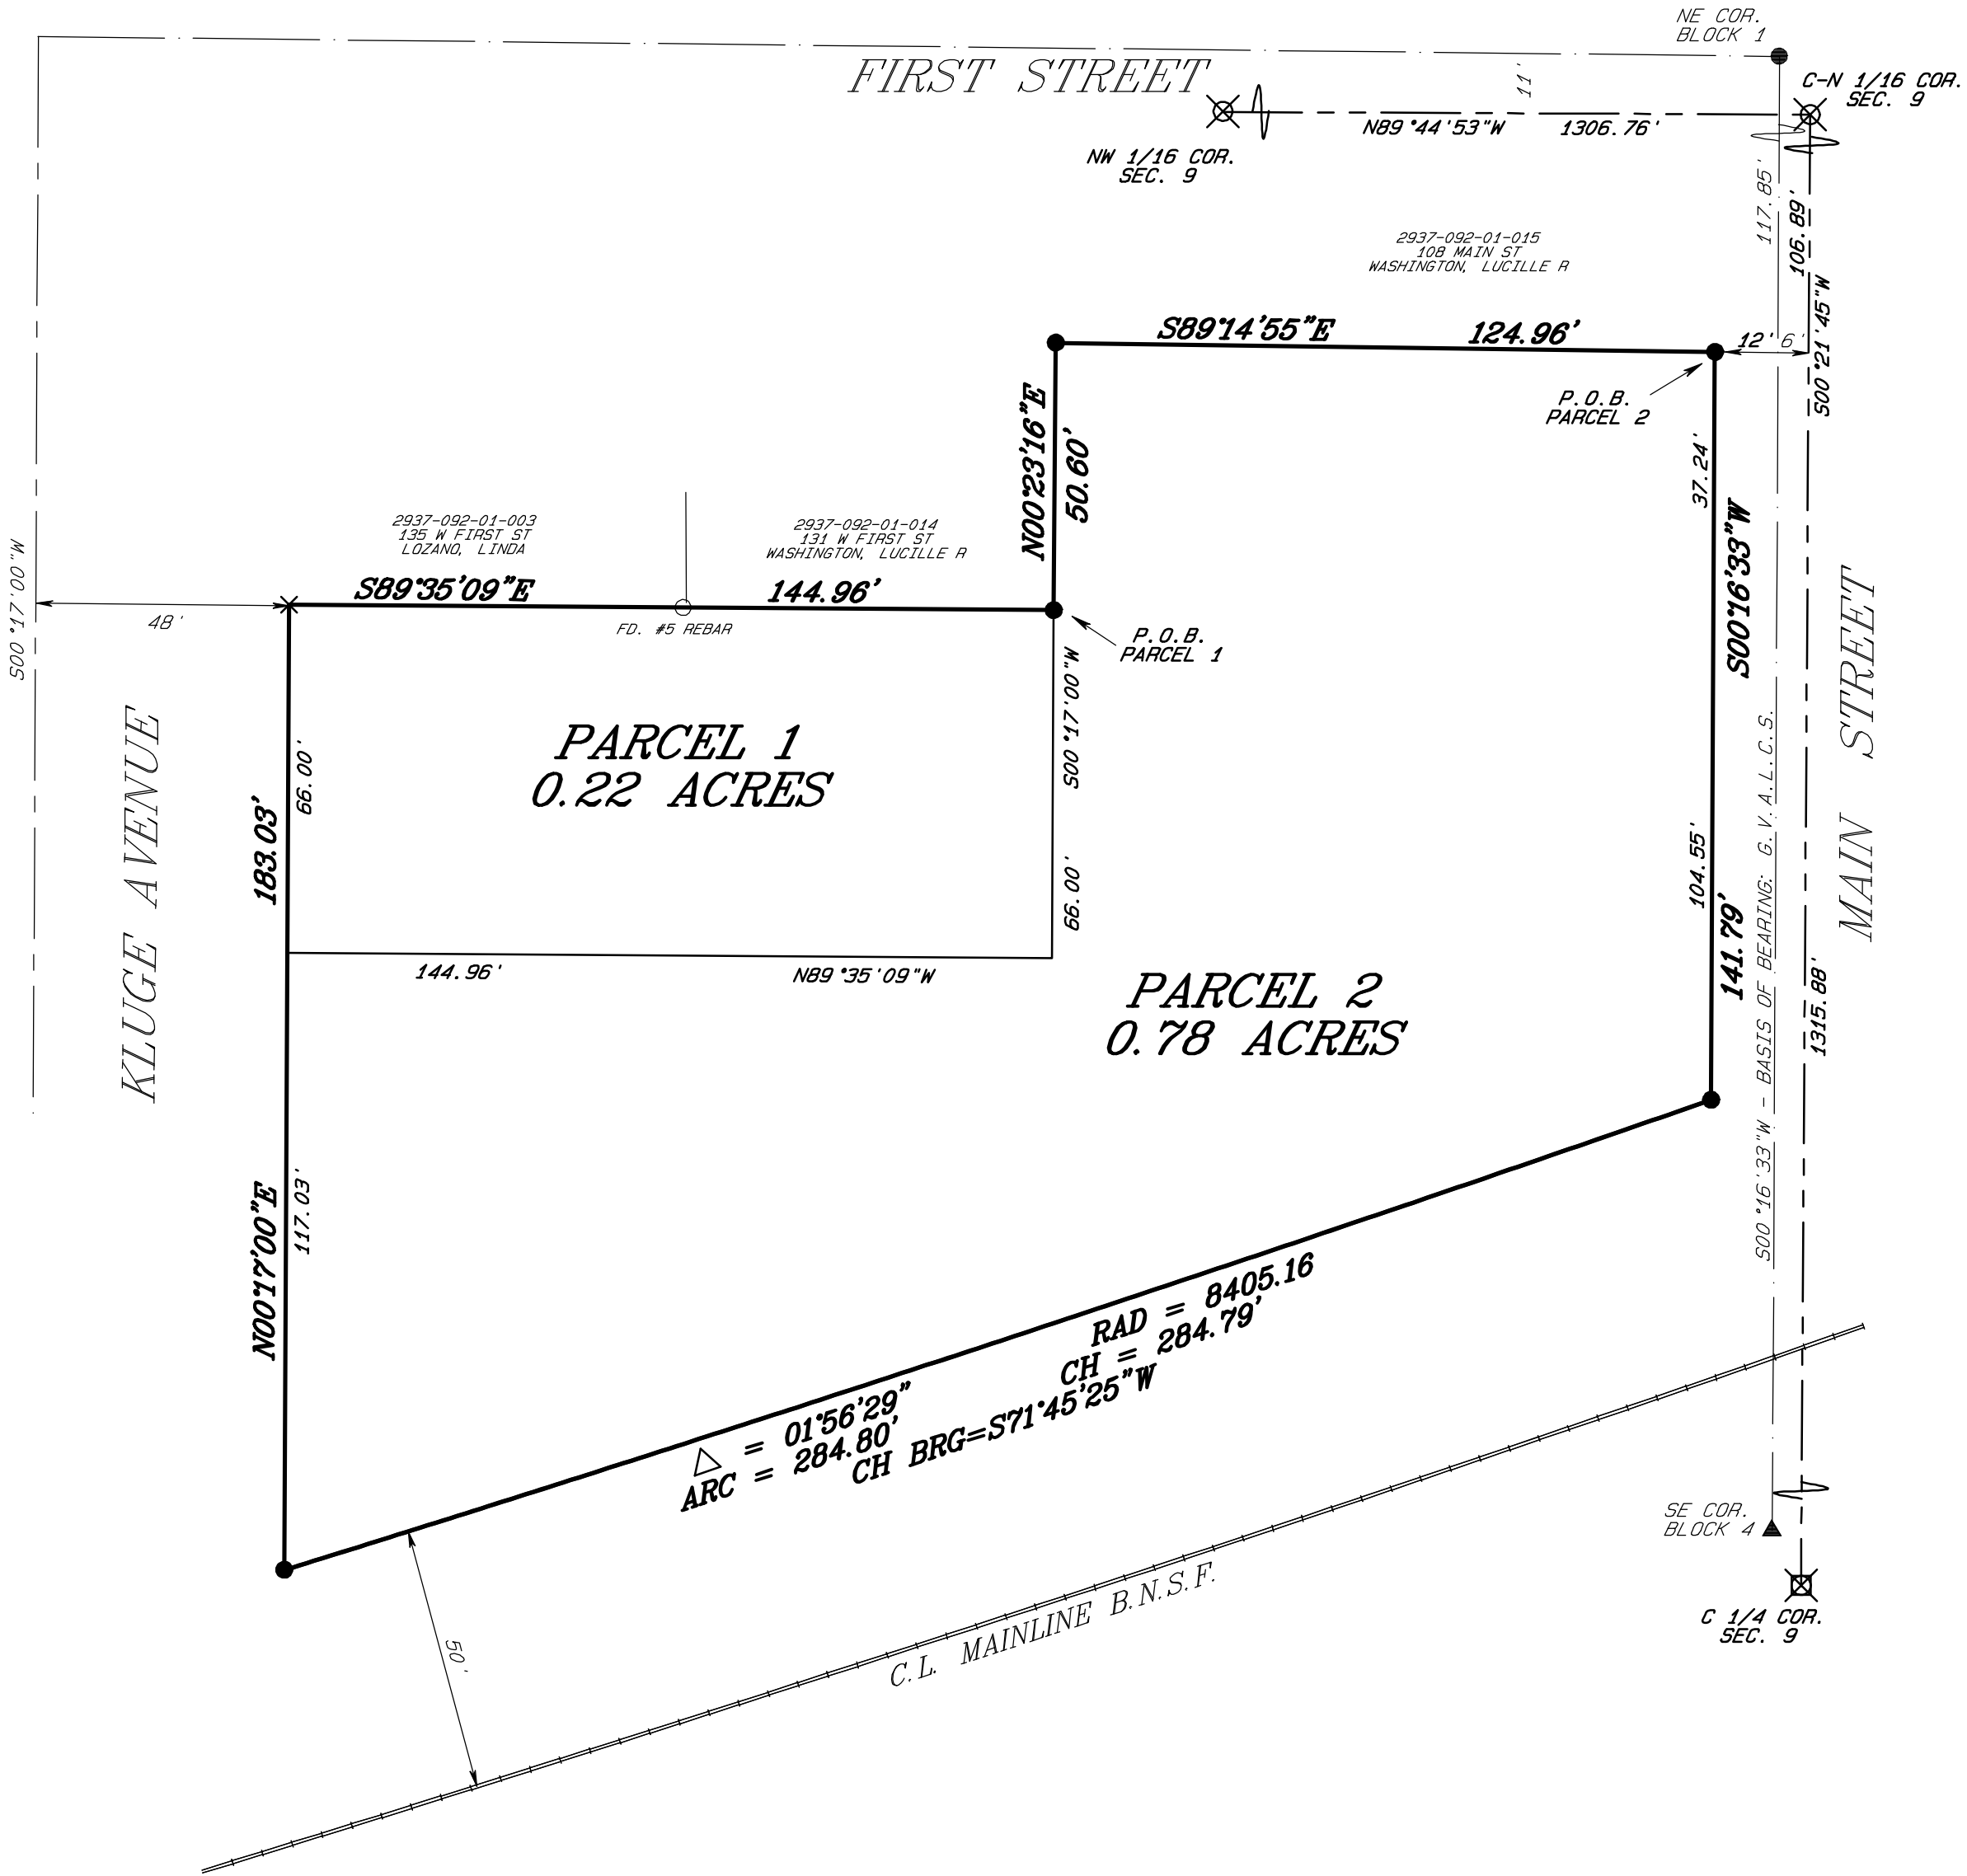 NE COR.
BLOCK 1
FIRST STREET
11'
C-N 1/16 COR.
SEC. 9
N89°44'53"W 1306.76'
NW 1/16 COR.
SEC. 9
117.85'
106.89'
S00°21'45"W
2937-092-01-015
108 MAIN ST
WASHINGTON, LUCILLE R
S89°14'55"E 124.96'
12'
6'
P.O.B.
PARCEL 2
N00°23'16"E
50.60'
37.24'
S00°16'33"W
2937-092-01-003
135 W FIRST ST
LOZANO, LINDA
2937-092-01-014
131 W FIRST ST
WASHINGTON, LUCILLE R
S00°17'00"W
48'
S89°35'09"E 144.96'
FD. #5 REBAR
P.O.B.
PARCEL 1
S00°17'00"W
MAIN STREET
PARCEL 1
0.22 ACRES
66.00'
183.03'
KLUGE AVENUE
66.00'
104.55'
141.79'
S00°16'33"W - BASIS OF BEARING: G.V.A.L.C.S.
1315.88'
144.96' N89°35'09"W
PARCEL 2
0.78 ACRES
N00°17'00"E
117.03'
RAD = 8405.16
CH = 284.79'
△ = 01°56'29"
ARC = 284.80'
CH BRG=S71°45'25"W
SE COR.
BLOCK 4
50'
C.L. MAINLINE B.N.S.F.
C 1/4 COR.
SEC. 9